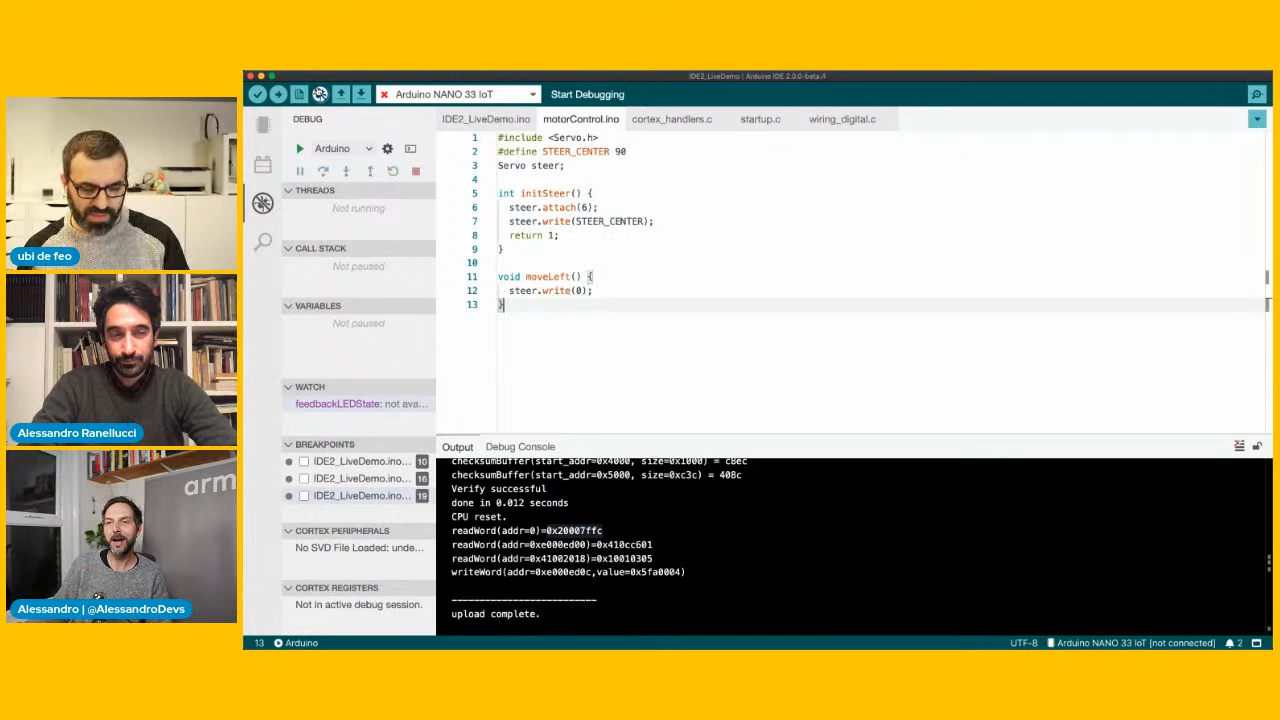 ubi de feo
Alessandro Ranellucci
arm
Alessandro | @AlessandroDevs
IDE2_LiveDemo | Arduino IDE 2.0.0-beta.4
Arduino NANO 33 IoT
Start Debugging
DEBUG
Arduino
THREADS
Not running
CALL STACK
Not paused
VARIABLES
Not paused
WATCH
feedbackLEDState: not ava...
BREAKPOINTS
IDE2_LiveDemo.ino... 10
IDE2_LiveDemo.ino... 16
IDE2_LiveDemo.ino... 19
CORTEX PERIPHERALS
No SVD File Loaded: unde...
CORTEX REGISTERS
Not in active debug session.
IDE2_LiveDemo.ino motorControl.ino cortex_handlers.c startup.c wiring_digital.c
1 #include <Servo.h>
2 #define STEER_CENTER 90
3 Servo steer;
4
5 int initSteer() {
6 steer.attach(6);
7 steer.write(STEER_CENTER);
8 return 1;
9 }
10
11 void moveLeft() {
12 steer.write(0);
13 }
Output Debug Console
checksumBuffer(start_addr=0x4000, size=0x1000) = c8ec
checksumBuffer(start_addr=0x5000, size=0xc3c) = 408c
Verify successful
done in 0.012 seconds
CPU reset.
readWord(addr=0)=0x20007ffc
readWord(addr=0xe000ed00)=0x410cc601
readWord(addr=0x41002018)=0x10010305
writeWord(addr=0xe000ed0c,value=0x5fa0004)
--------------------------
upload complete.
13 Arduino
UTF-8 Arduino NANO 33 IoT [not connected] 2